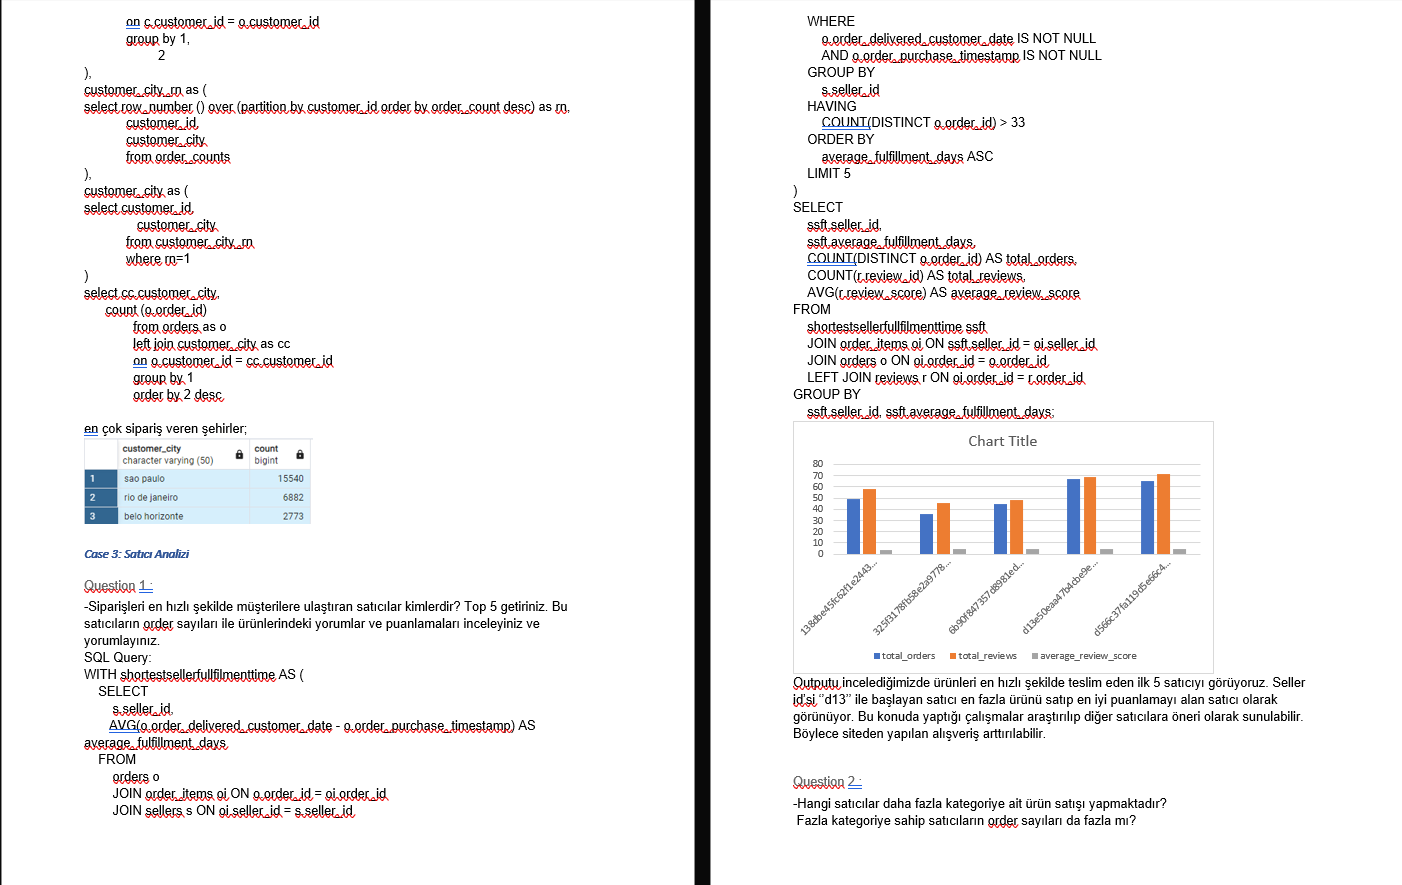 on c.customer_id = o.customer_id
group by 1,
2
),
customer_city_rn as (
select row_number () over (partition by customer_id order by order_count desc) as rn,
customer_id,
customer_city
from order_counts
),
customer_city as (
select customer_id,
customer_city
from customer_city_rn
where rn=1
)
select cc.customer_city,
count (o.order_id)
from orders as o
left join customer_city as cc
on o.customer_id = cc.customer_id
group by 1
order by 2 desc
en çok sipariş veren şehirler;
customer_city count
character varying (50) bigint
1 sao paulo 15540
2 rio de janeiro 6882
3 belo horizonte 2773
Case 3: Satıcı Analizi
Question 1 :
-Siparişleri en hızlı şekilde müşterilere ulaştıran satıcılar kimlerdir? Top 5 getiriniz. Bu
satıcıların order sayıları ile ürünlerindeki yorumlar ve puanlamaları inceleyiniz ve
yorumlayınız.
SQL Query:
WITH shortestsellerfullfilmenttime AS (
SELECT
s.seller_id,
AVG(o.order_delivered_customer_date - o.order_purchase_timestamp) AS
average_fulfillment_days
FROM
orders o
JOIN order_items oi ON o.order_id = oi.order_id
JOIN sellers s ON oi.seller_id = s.seller_id
WHERE
o.order_delivered_customer_date IS NOT NULL
AND o.order_purchase_timestamp IS NOT NULL
GROUP BY
s.seller_id
HAVING
COUNT(DISTINCT o.order_id) > 33
ORDER BY
average_fulfillment_days ASC
LIMIT 5
)
SELECT
ssft.seller_id,
ssft.average_fulfillment_days,
COUNT(DISTINCT o.order_id) AS total_orders,
COUNT(r.review_id) AS total_reviews,
AVG(r.review_score) AS average_review_score
FROM
shortestsellerfullfilmenttime ssft
JOIN order_items oi ON ssft.seller_id = oi.seller_id
JOIN orders o ON oi.order_id = o.order_id
LEFT JOIN reviews r ON oi.order_id = r.order_id
GROUP BY
ssft.seller_id, ssft.average_fulfillment_days;
Chart Title
80
70
60
50
40
30
20
10
0
138dbe45fc62f1e2443...
325f3178fb58e2a9778...
6b90f847357d8981ed...
d13e50eaa47b4cbe9e...
d566c37fa119d5e66c4...
total_orders total_reviews average_review_score
Outputu incelediğimizde ürünleri en hızlı şekilde teslim eden ilk 5 satıcıyı görüyoruz. Seller
id'si ‘’d13’’ ile başlayan satıcı en fazla ürünü satıp en iyi puanlamayı alan satıcı olarak
görünüyor. Bu konuda yaptığı çalışmalar araştırılıp diğer satıcılara öneri olarak sunulabilir.
Böylece siteden yapılan alışveriş arttırılabilir.
Question 2 :
-Hangi satıcılar daha fazla kategoriye ait ürün satışı yapmaktadır?
Fazla kategoriye sahip satıcıların order sayıları da fazla mı?